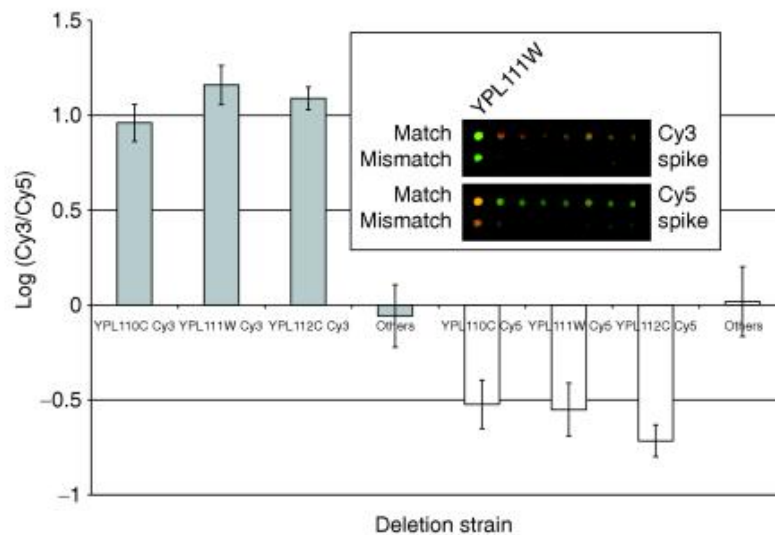 1.5
1.0
0.5
0
−0.5
−1
Log (Cy3/Cy5)
YPL111W
Match
Mismatch
Cy3
spike
Match
Mismatch
Cy5
spike
YPL110C Cy3
YPL111W Cy3
YPL112C Cy3
Others
YPL110C Cy5
YPL111W Cy5
YPL112C Cy5
Others
Deletion strain